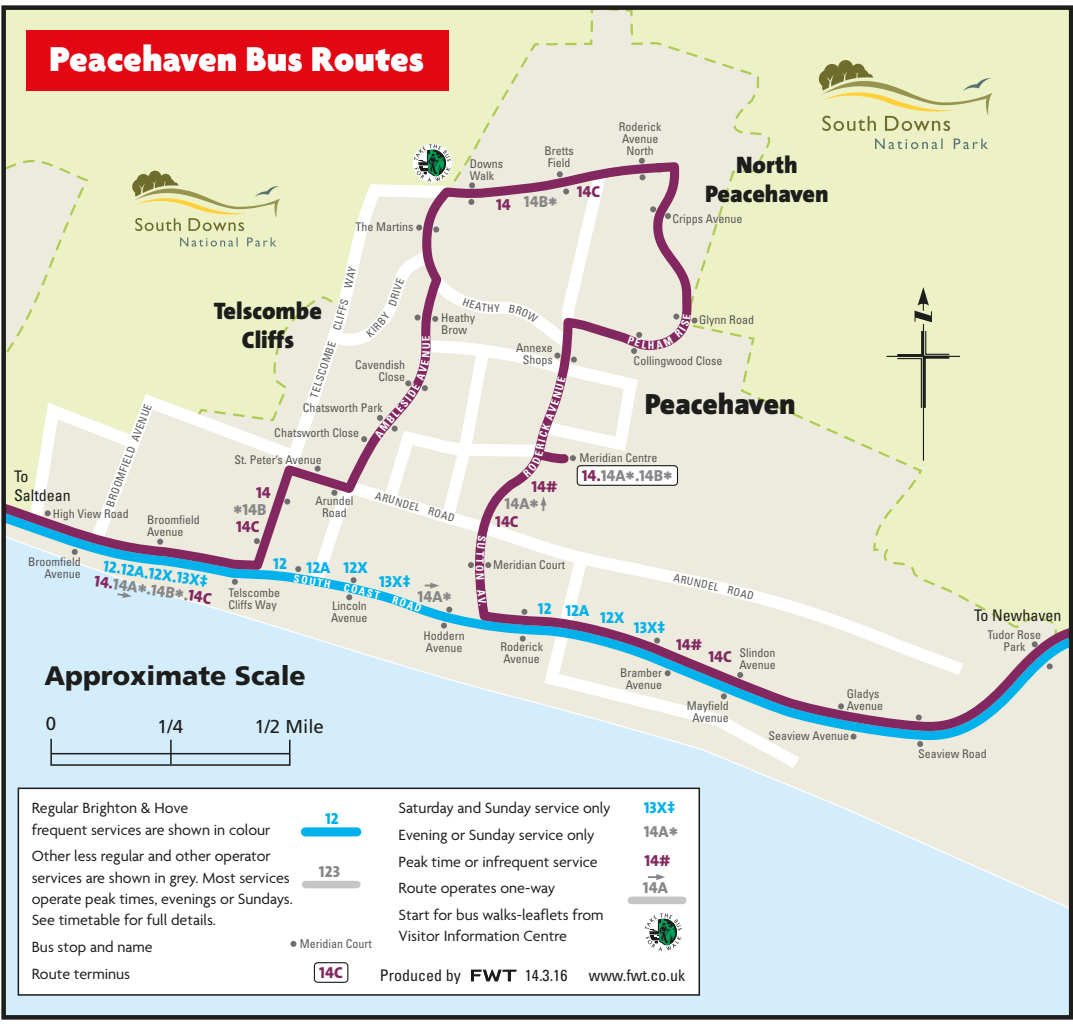 Peacehaven Bus Routes
South Downs
National Park
South Downs
National Park
TAKE THE BUS
FOR A WALK
Downs
Walk
Bretts
Field
Roderick
Avenue
North
North
Peacehaven
14
14B*
14C
Cripps Avenue
The Martins
TELSCOMBE CLIFFS WAY
KIRBY DRIVE
HEATHY BROW
Telscombe
Cliffs
Heathy
Brow
Glynn Road
PELHAM RISE
Collingwood Close
Annexe
Shops
Cavendish
Close
AMBLESIDE AVENUE
RODERICK AVENUE
Peacehaven
Chatsworth Park
Chatsworth Close
St. Peter's Avenue
Meridian Centre
14.14A*.14B*
BROOMFIELD AVENUE
To
Saltdean
High View Road
14
*14B
14C
Arundel
Road
ARUNDEL ROAD
14#
14A*
14C
SUTTON AV.
Meridian Court
ARUNDEL ROAD
Broomfield
Avenue
Broomfield
Avenue
12.12A.12X.13X‡
14.14A*.14B*.14C
Telscombe
Cliffs Way
12
12A
12X
13X‡
14A*
SOUTH COAST ROAD
Lincoln
Avenue
Hoddern
Avenue
Roderick
Avenue
12
12A
12X
13X‡
14#
14C
Bramber
Avenue
Slindon
Avenue
Mayfield
Avenue
Gladys
Avenue
Seaview Avenue
Seaview Road
To Newhaven
Tudor Rose
Park
Approximate Scale
0 1/4 1/2 Mile
Regular Brighton & Hove
frequent services are shown in colour
12
Other less regular and other operator
services are shown in grey. Most services
operate peak times, evenings or Sundays.
See timetable for full details.
123
Bus stop and name
Meridian Court
Route terminus
14C
Saturday and Sunday service only
13X‡
Evening or Sunday service only
14A*
Peak time or infrequent service
14#
Route operates one-way
14A
Start for bus walks-leaflets from
Visitor Information Centre
TAKE THE BUS
FOR A WALK
Produced by FWT 14.3.16 www.fwt.co.uk
N